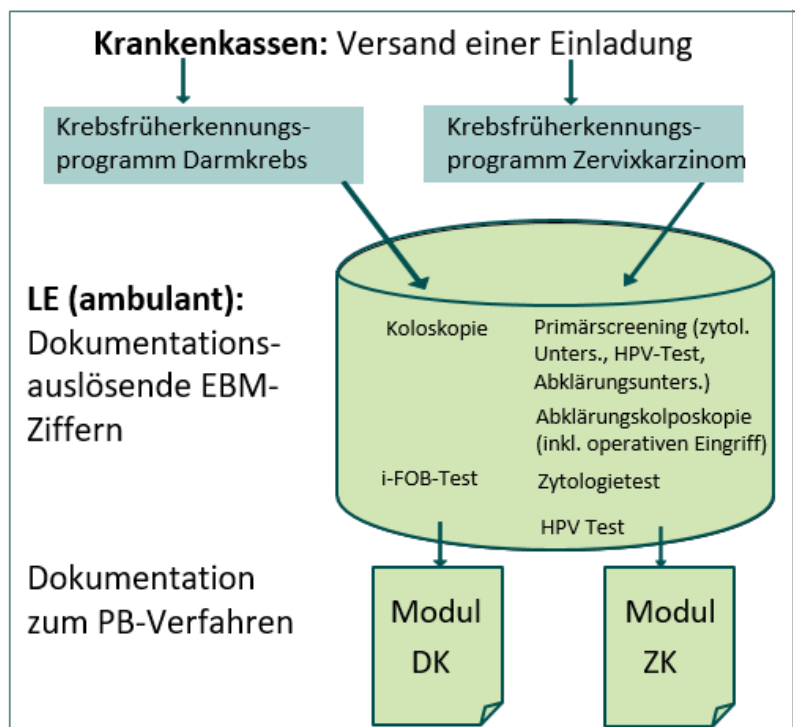 Krankenkassen: Versand einer Einladung
Krebsfrüherkennungs-
programm Darmkrebs
Krebsfrüherkennungs-
programm Zervixkarzinom
LE (ambulant):
Dokumentations-
auslösende EBM-
Ziffern
Koloskopie
i-FOB-Test
Primärscreening (zytol.
Unters., HPV-Test,
Abklärungsunters.)
Abklärungskolposkopie
(inkl. operativen Eingriff)
Zytologietest
HPV Test
Dokumentation
zum PB-Verfahren
Modul
DK
Modul
ZK